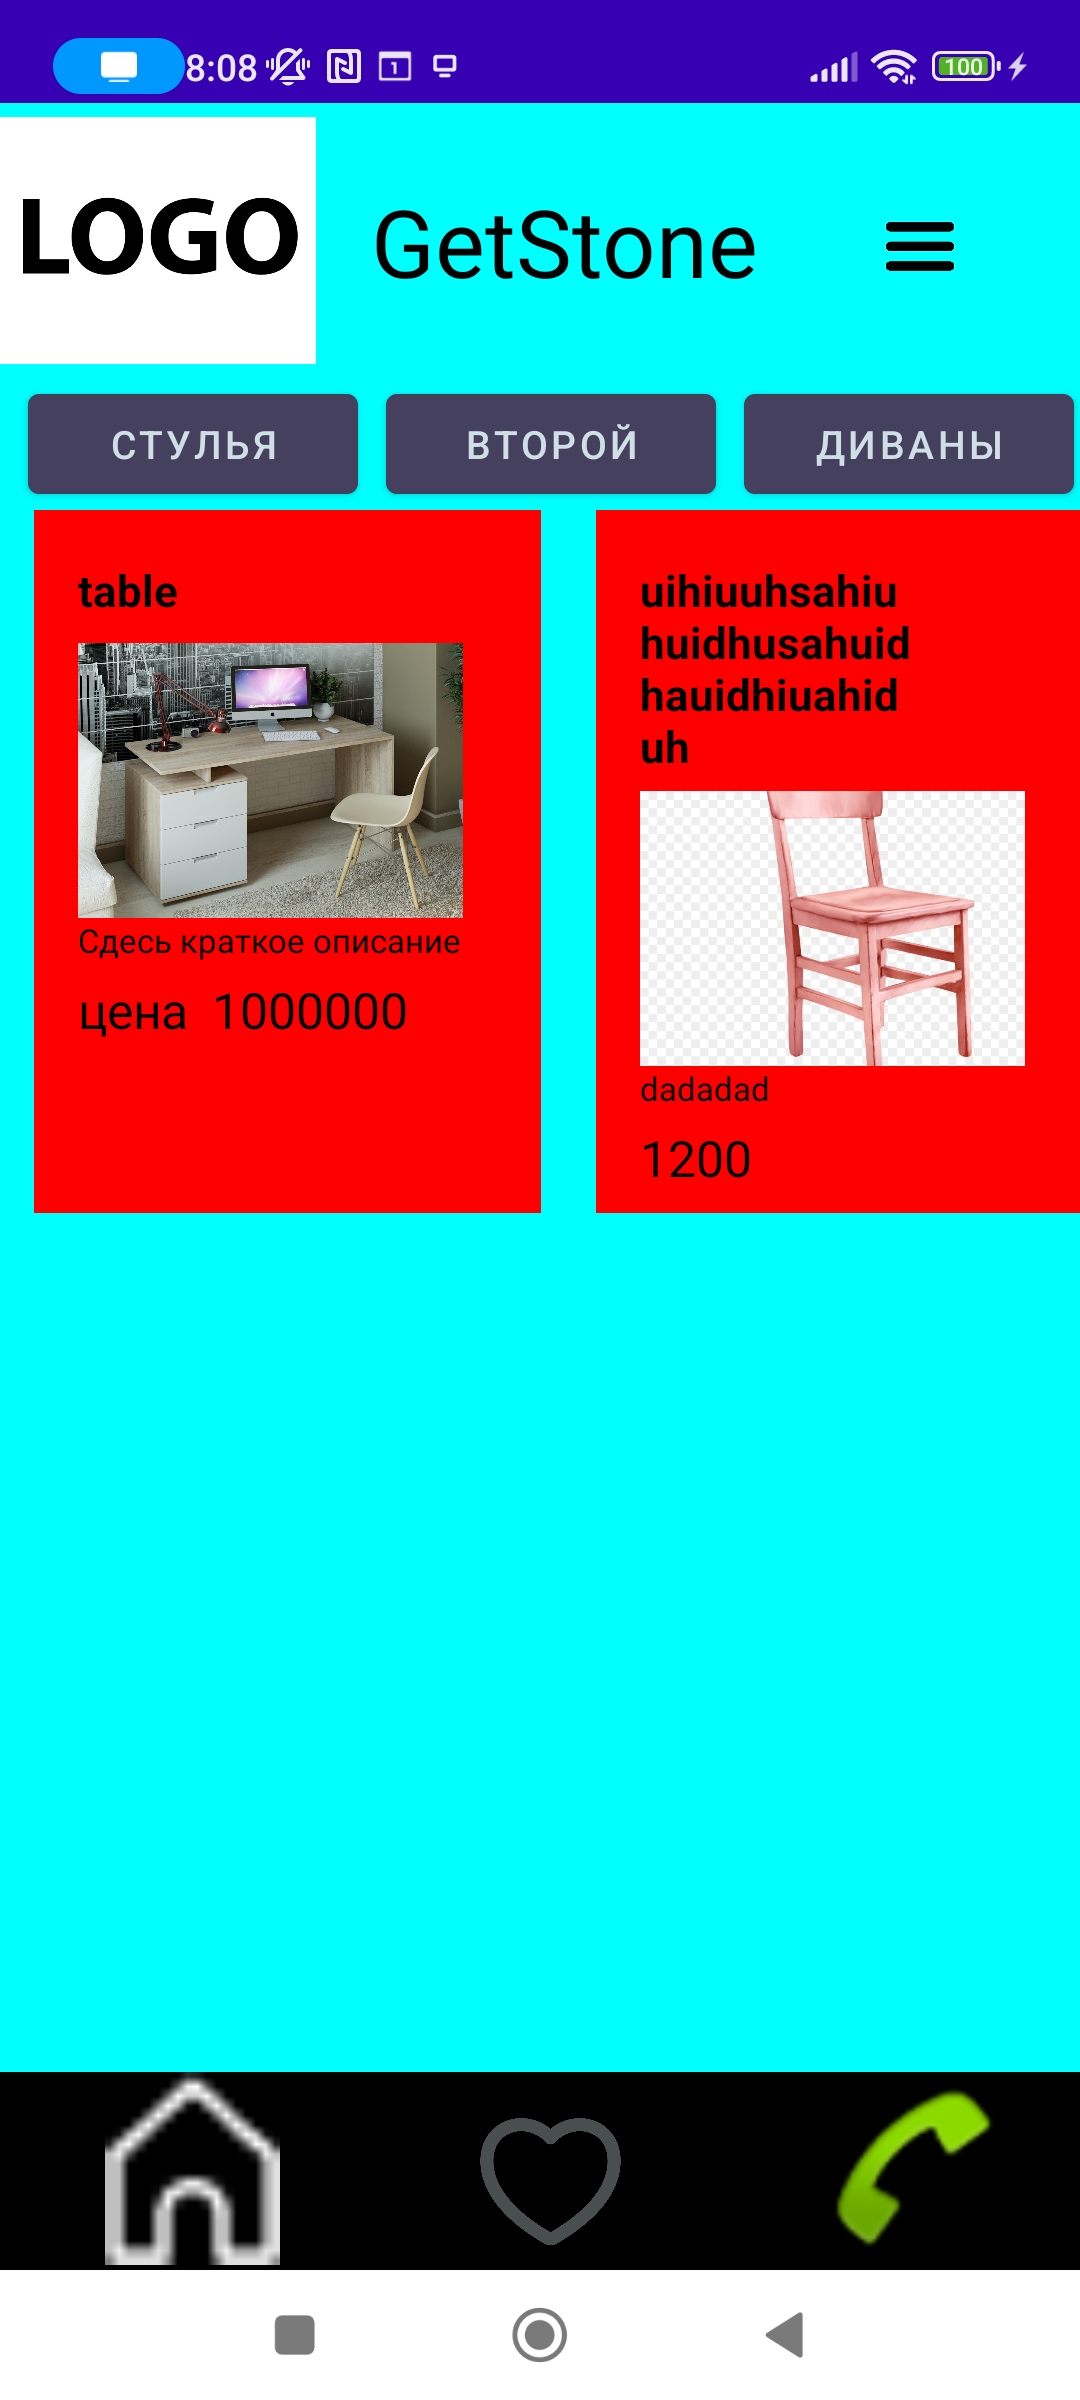 8:08
1
100
LOGO
GetStone
СТУЛЬЯ
ВТОРОЙ
ДИВАНЫ
table
Сдесь краткое описание
цена 1000000
uihiuuhsahiu
huidhusahuid
hauidhiuahid
uh
dadadad
1200